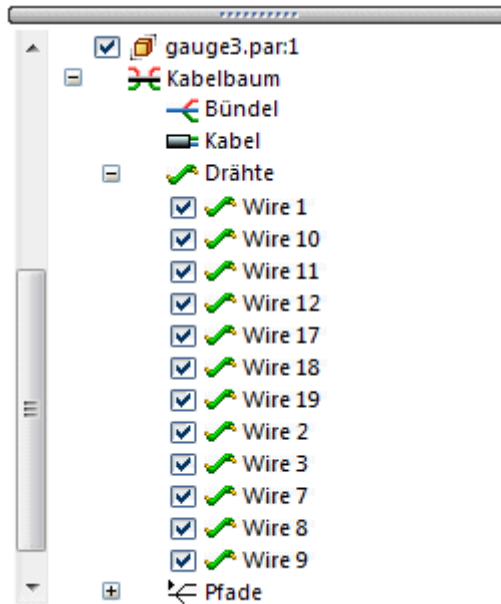 gauge3.par:1
Kabelbaum
Bündel
Kabel
Drähte
Wire 1
Wire 10
Wire 11
Wire 12
Wire 17
Wire 18
Wire 19
Wire 2
Wire 3
Wire 7
Wire 8
Wire 9
Pfade